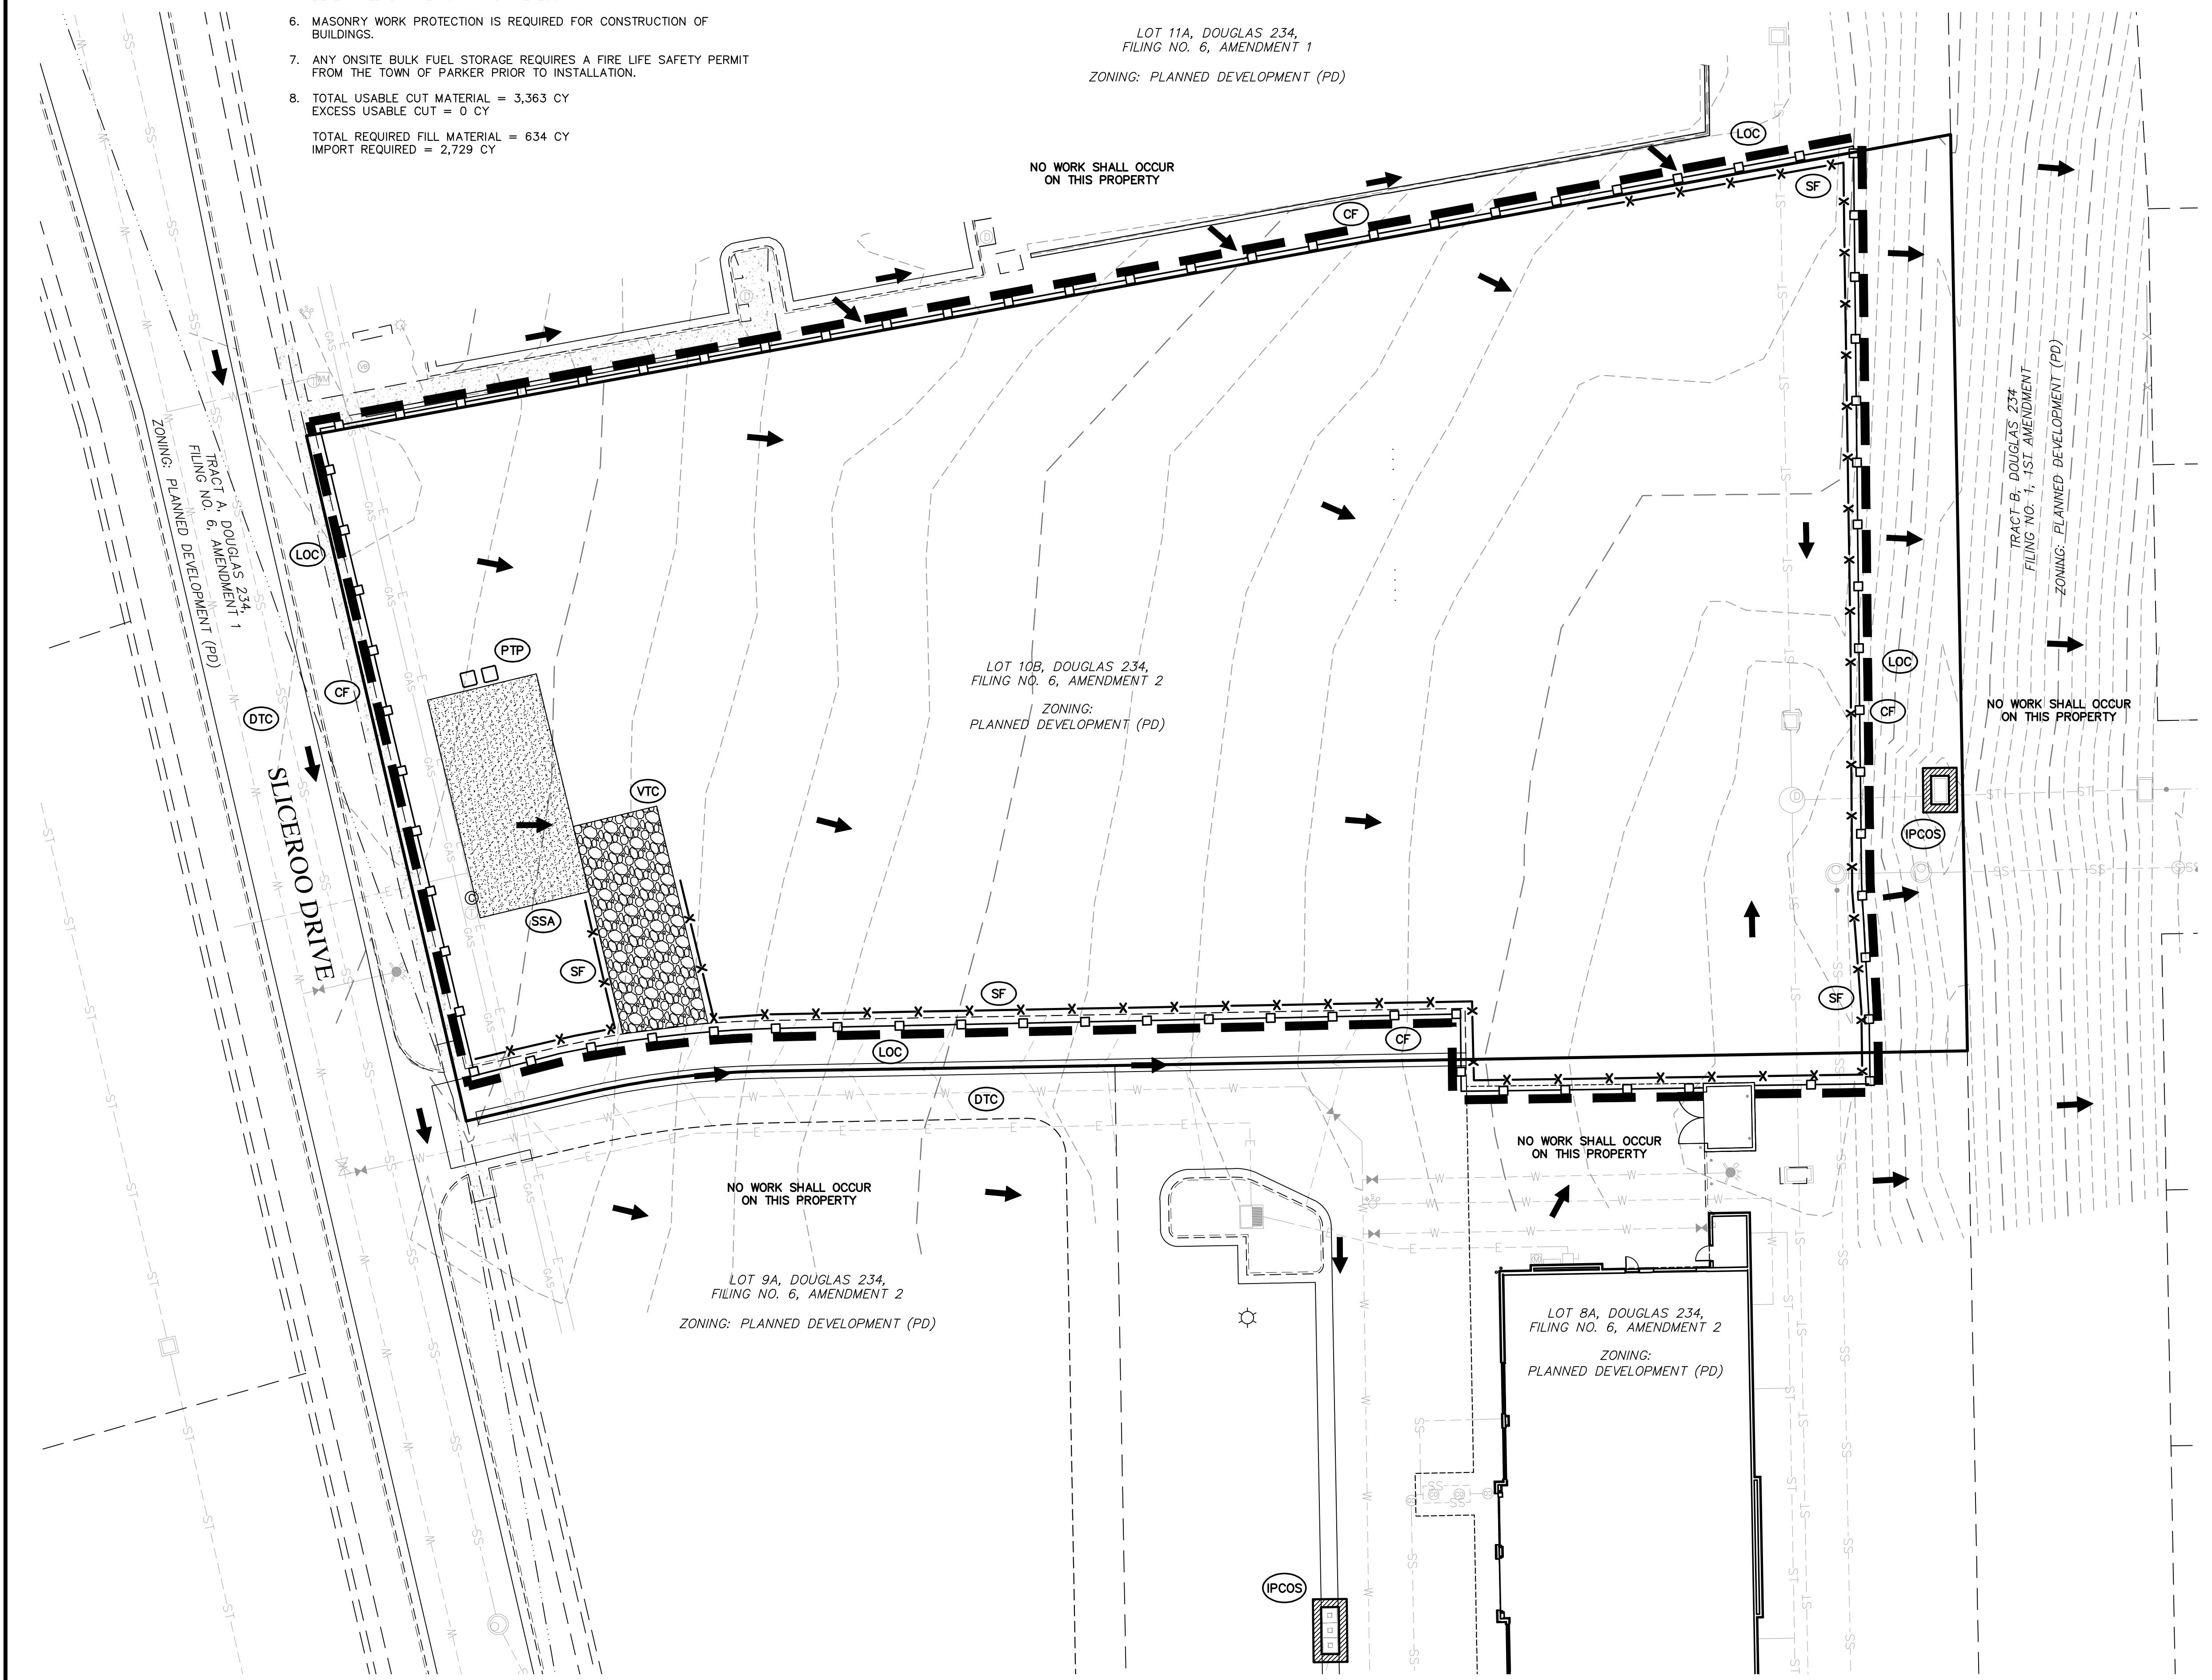 6. MASONRY WORK PROTECTION IS REQUIRED FOR CONSTRUCTION OF
BUILDINGS.
7. ANY ONSITE BULK FUEL STORAGE REQUIRES A FIRE LIFE SAFETY PERMIT
FROM THE TOWN OF PARKER PRIOR TO INSTALLATION.
8. TOTAL USABLE CUT MATERIAL = 3,363 CY
EXCESS USABLE CUT = 0 CY
TOTAL REQUIRED FILL MATERIAL = 634 CY
IMPORT REQUIRED = 2,729 CY
LOT 11A, DOUGLAS 234,
FILING NO. 6, AMENDMENT 1
ZONING: PLANNED DEVELOPMENT (PD)
NO WORK SHALL OCCUR
ON THIS PROPERTY
LOC
SF
CF
TRACT A, DOUGLAS 234,
FILING NO. 6, AMENDMENT 1
ZONING: PLANNED DEVELOPMENT (PD)
TRACT B, DOUGLAS 234
FILING NO. 1, 1ST AMENDMENT
ZONING: PLANNED DEVELOPMENT (PD)
LOC
CF
DTC
SLICEROO DRIVE
PTP
VTC
SSA
SF
LOT 10B, DOUGLAS 234,
FILING NO. 6, AMENDMENT 2
ZONING:
PLANNED DEVELOPMENT (PD)
LOC
CF
NO WORK SHALL OCCUR
ON THIS PROPERTY
IPCOS
SF
SF
LOC
CF
DTC
NO WORK SHALL OCCUR
ON THIS PROPERTY
NO WORK SHALL OCCUR
ON THIS PROPERTY
LOT 9A, DOUGLAS 234,
FILING NO. 6, AMENDMENT 2
ZONING: PLANNED DEVELOPMENT (PD)
LOT 8A, DOUGLAS 234,
FILING NO. 6, AMENDMENT 2
ZONING:
PLANNED DEVELOPMENT (PD)
IPCOS